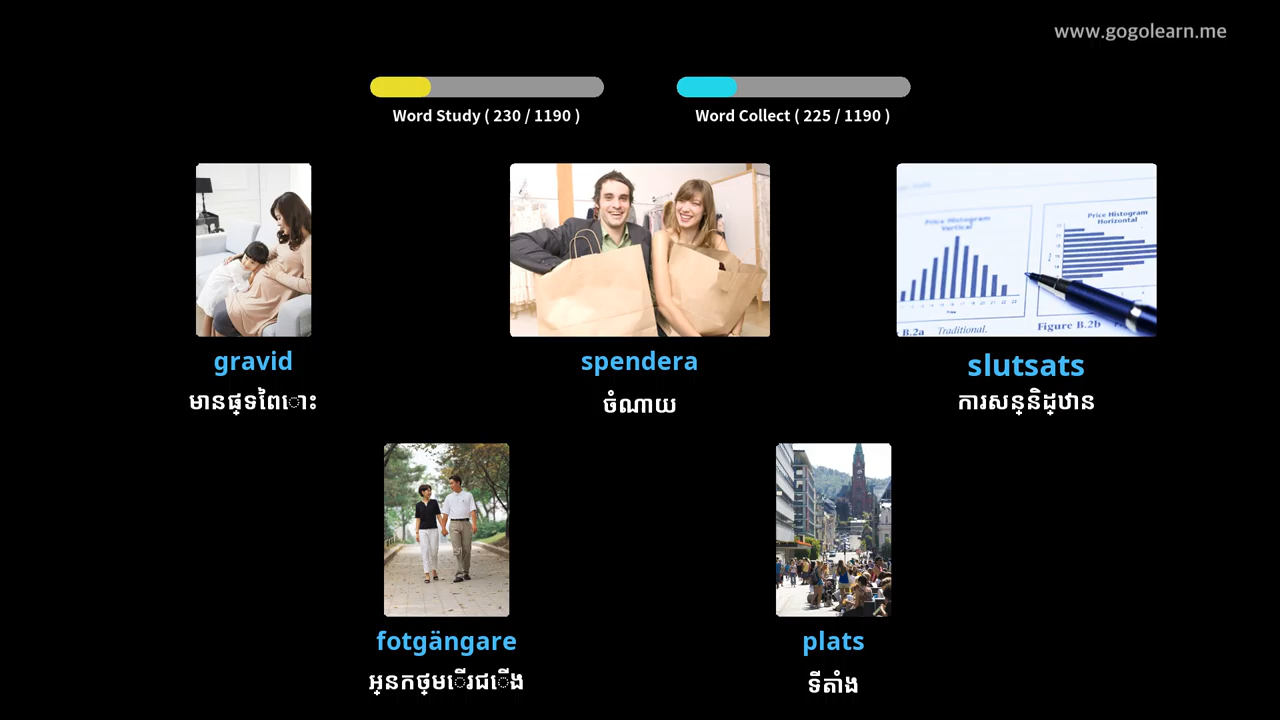 www.gogolearn.me
Word Study ( 230 / 1190 )
Word Collect ( 225 / 1190 )
Price Histogram
Vertical
Price Histogram
Horizontal
B.2a Traditional.
Figure B.2b
gravid
មានផ្ទៃពោះ
spendera
ចំណាយ
slutsats
ការសន្និដ្ឋាន
fotgängare
អ្នកថ្មើរជើង
plats
ទីតាំង